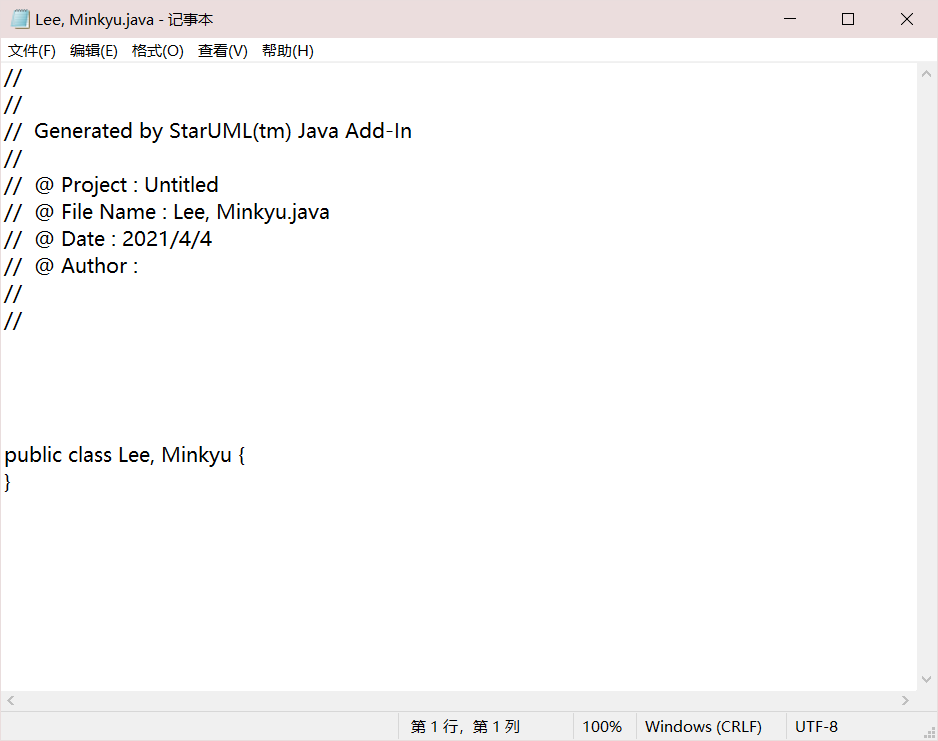 Lee, Minkyu.java - 记事本
文件(F) 编辑(E) 格式(O) 查看(V) 帮助(H)
//
//
//  Generated by StarUML(tm) Java Add-In
//
//  @ Project : Untitled
//  @ File Name : Lee, Minkyu.java
//  @ Date : 2021/4/4
//  @ Author :
//
//
public class Lee, Minkyu {
}
第 1 行，第 1 列 100% Windows (CRLF) UTF-8